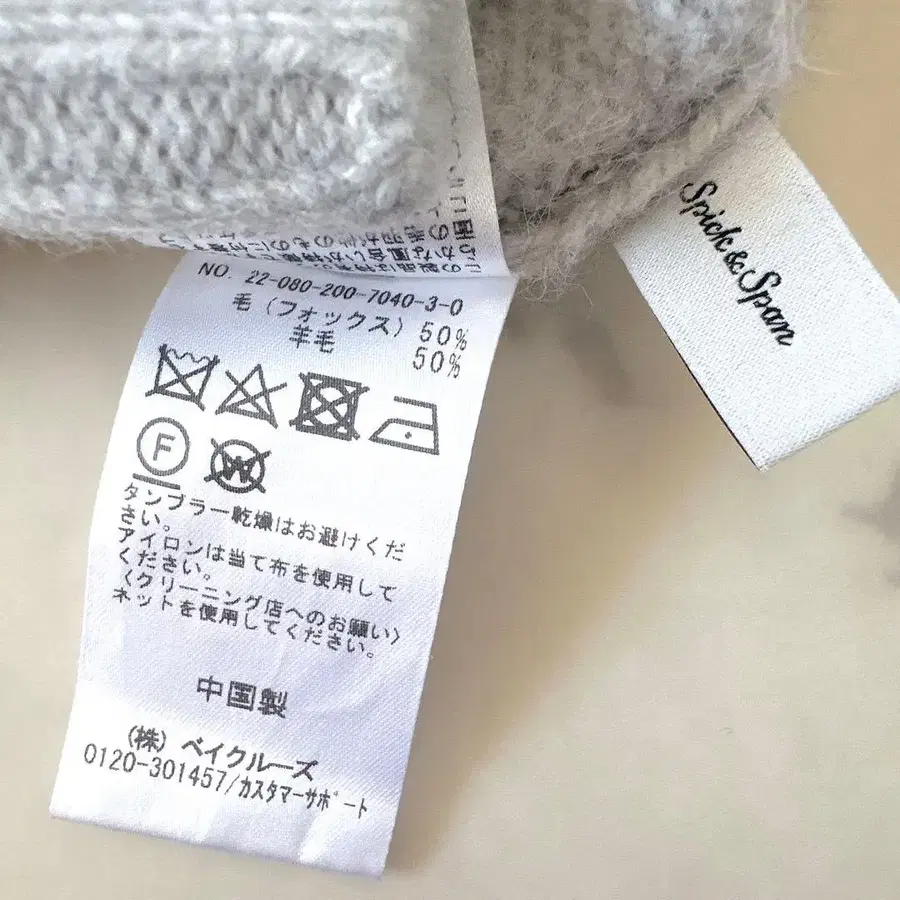 NO. 22-080-200-7040-3-0
毛(フォックス) 50%
羊毛 50%
F
W
タンブラー乾燥はお避けくだ
さい。
アイロンは当て布を使用して
ください。
〈クリーニング店へのお願い〉
ネットを使用してください。
中国製
(株) ベイクルーズ
0120-301457/カスタマーサポート
Spick & Span